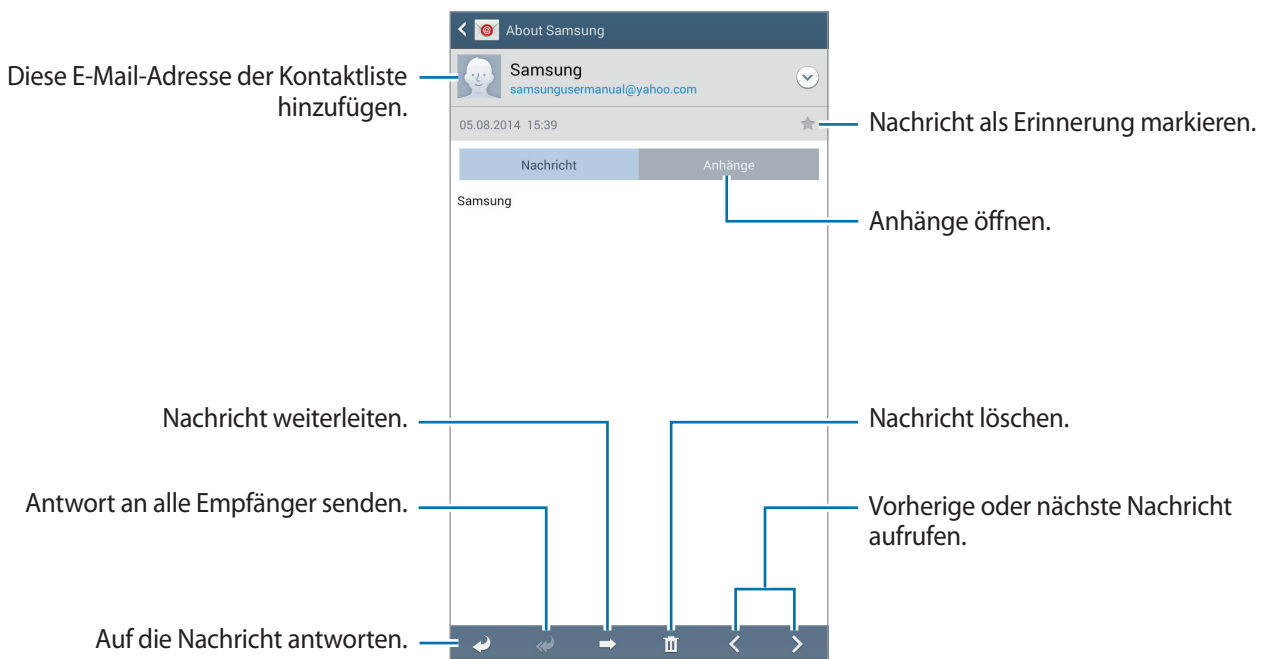 About Samsung
Diese E-Mail-Adresse der Kontaktliste
hinzufügen.
Samsung
samsungusermanual@yahoo.com
05.08.2014 15:39
Nachricht als Erinnerung markieren.
Nachricht
Anhänge
Samsung
Anhänge öffnen.
Nachricht weiterleiten.
Nachricht löschen.
Antwort an alle Empfänger senden.
Vorherige oder nächste Nachricht
aufrufen.
Auf die Nachricht antworten.